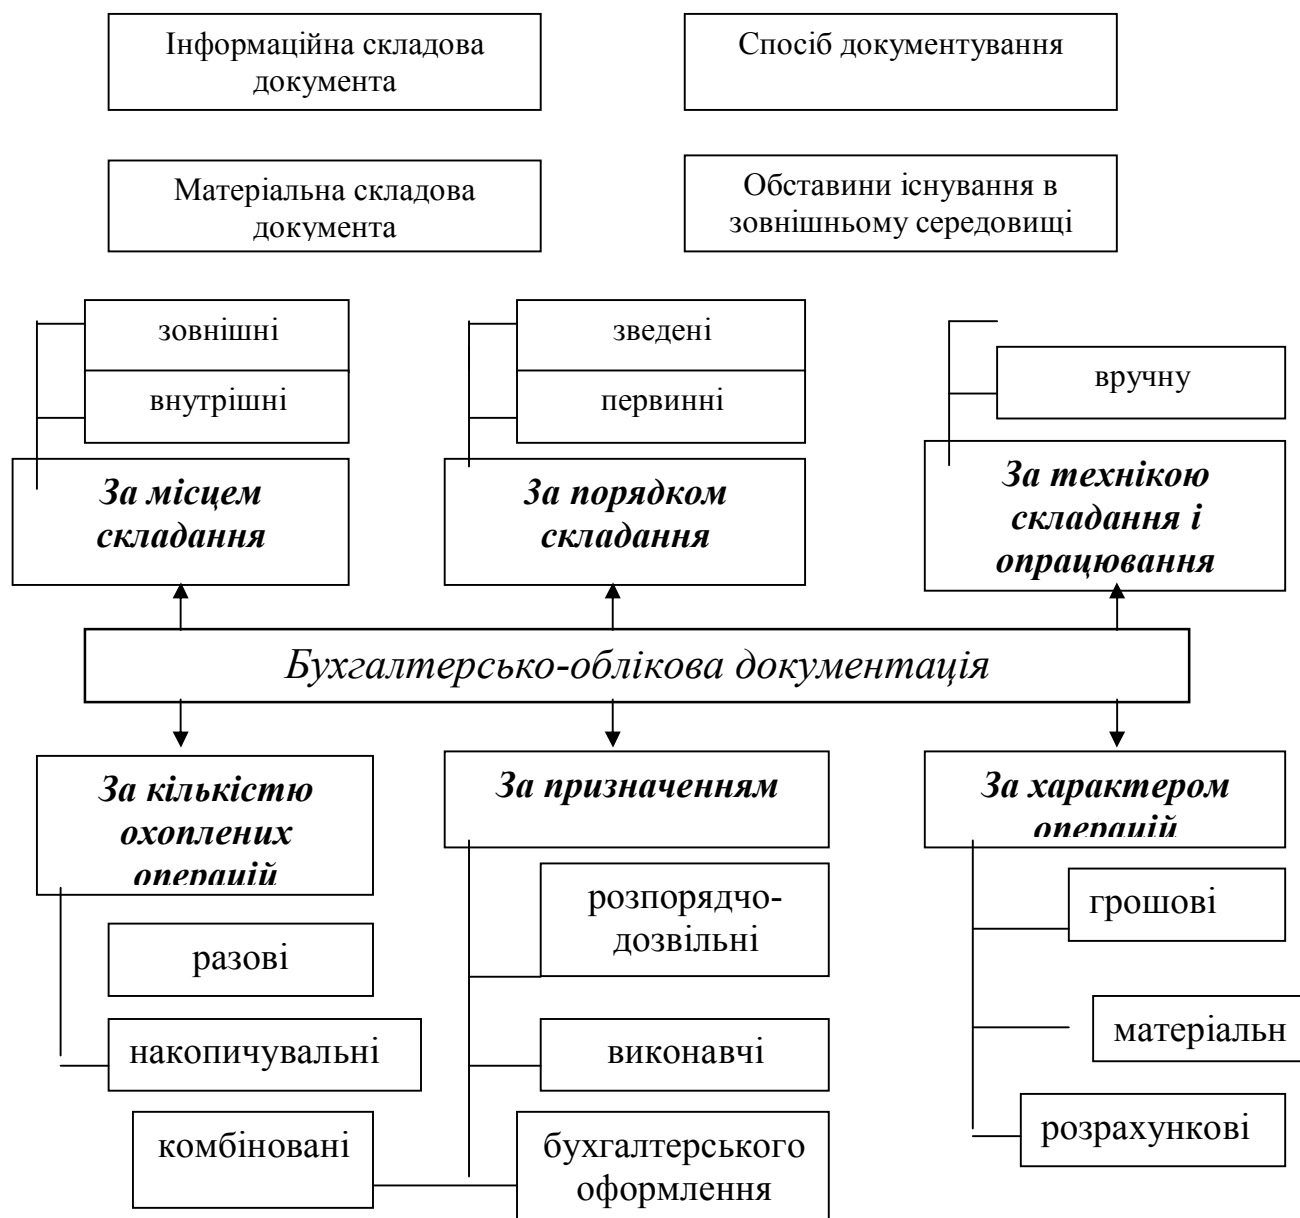 Інформаційна складова
документа
Спосіб документування
Матеріальна складова
документа
Обставини існування в
зовнішньому середовищі
зовнішні
внутрішні
За місцем
складання
зведені
первинні
За порядком
складання
вручну
За технікою
складання і
опрацювання
Бухгалтерсько-облікова документація
За кількістю
охоплених
операцій
разові
накопичувальні
комбіновані
За призначенням
розпорядчо-
дозвільні
виконавчі
бухгалтерського
оформлення
За характером
операцій
грошові
матеріальн
розрахункові